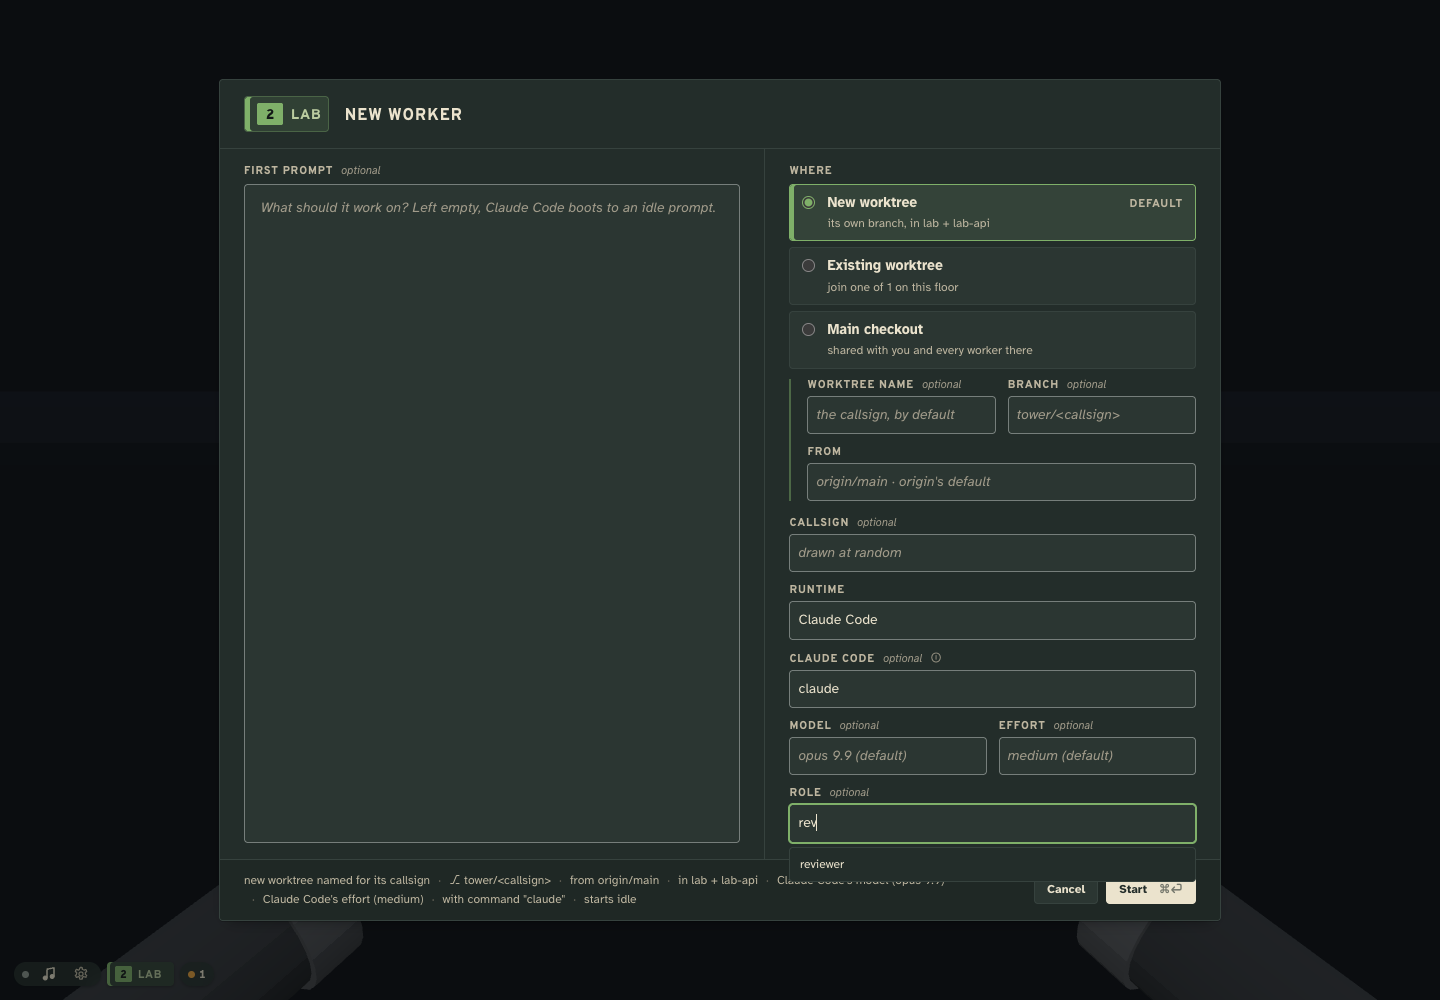 2 LAB NEW WORKER
FIRST PROMPT optional
What should it work on? Left empty, Claude Code boots to an idle prompt.
WHERE
New worktree DEFAULT
its own branch, in lab + lab-api
Existing worktree
join one of 1 on this floor
Main checkout
shared with you and every worker there
WORKTREE NAME optional BRANCH optional
the callsign, by default tower/<callsign>
FROM
origin/main · origin's default
CALLSIGN optional
drawn at random
RUNTIME
Claude Code
CLAUDE CODE optional
claude
MODEL optional EFFORT optional
opus 9.9 (default) medium (default)
ROLE optional
rev
reviewer
new worktree named for its callsign · tower/<callsign> · from origin/main · in lab + lab-api · Claude Code's model (opus 9.9)
· Claude Code's effort (medium) · with command "claude" · starts idle
Cancel Start ⌘⏎
2 LAB 1